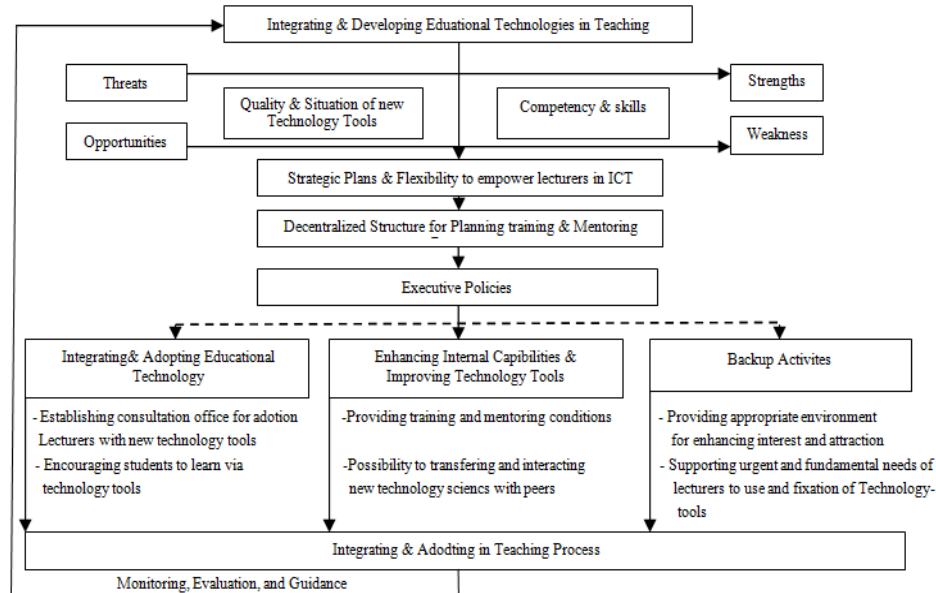 Integrating & Developing Eduational Technologies in Teaching
Threats
Strengths
Quality & Situation of new
Technology Tools
Competency & skills
Opportunities
Weakness
Strategic Plans & Flexibility to empower lecturers in ICT
Decentralized Structure for Planning training & Mentoring
Executive Policies
Integrating& Adopting Educational
Technology
Enhancing Internal Capibilities &
Improving Technology Tools
Backup Activites
- Establishing consultation office for adotion
Lecturers with new technology tools
- Encouraging students to learn via
technology tools
- Providing training and mentoring conditions
- Possibility to transfering and interacting
new technology sciencs with peers
- Providing appropriate environment
for enhancing interest and attraction
- Supporting urgent and fundamental needs of
lecturers to use and fixation of Technology-
tools
Integrating & Adodting in Teaching Process
Monitoring, Evaluation, and Guidance